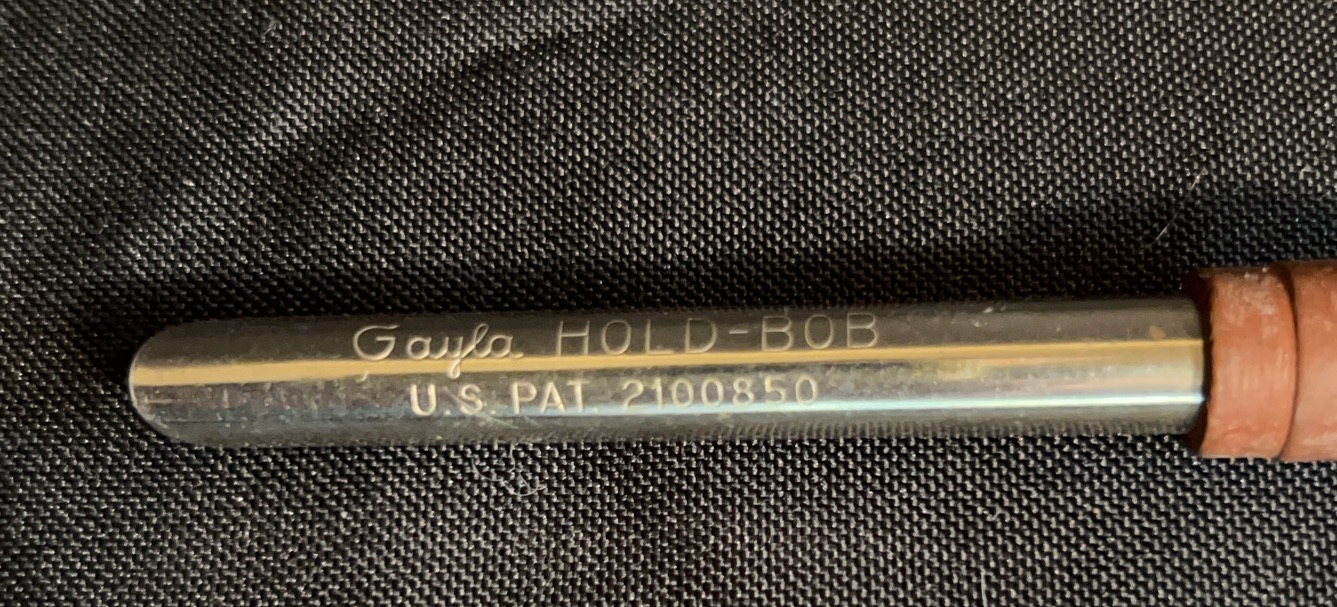 Gayla HOLD-BOB
U.S. PAT. 2100850